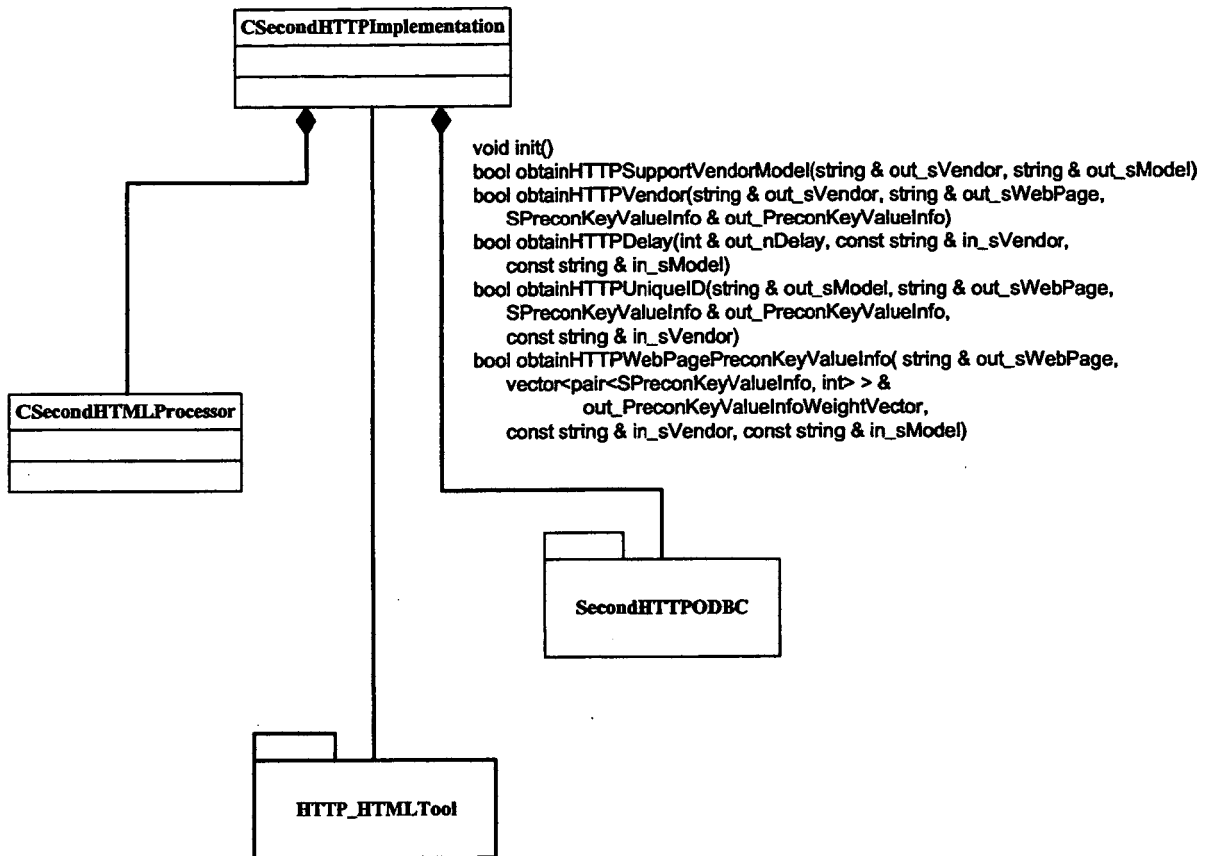 CSecondHTTPImplementation
void init()
bool obtainHTTPSupportVendorModel(string & out_sVendor, string & out_sModel)
bool obtainHTTPVendor(string & out_sVendor, string & out_sWebPage,
SPreconKeyValueInfo & out_PreconKeyValueInfo)
bool obtainHTTPDelay(int & out_nDelay, const string & in_sVendor,
const string & in_sModel)
bool obtainHTTPUniqueID(string & out_sModel, string & out_sWebPage,
SPreconKeyValueInfo & out_PreconKeyValueInfo,
const string & in_sVendor)
bool obtainHTTPWebPagePreconKeyValueInfo( string & out_sWebPage,
vector<pair<SPreconKeyValueInfo, int> > &
out_PreconKeyValueInfoWeightVector,
const string & in_sVendor, const string & in_sModel)
CSecondHTMLProcessor
SecondHTTPODBC
HTTP_HTMLTool